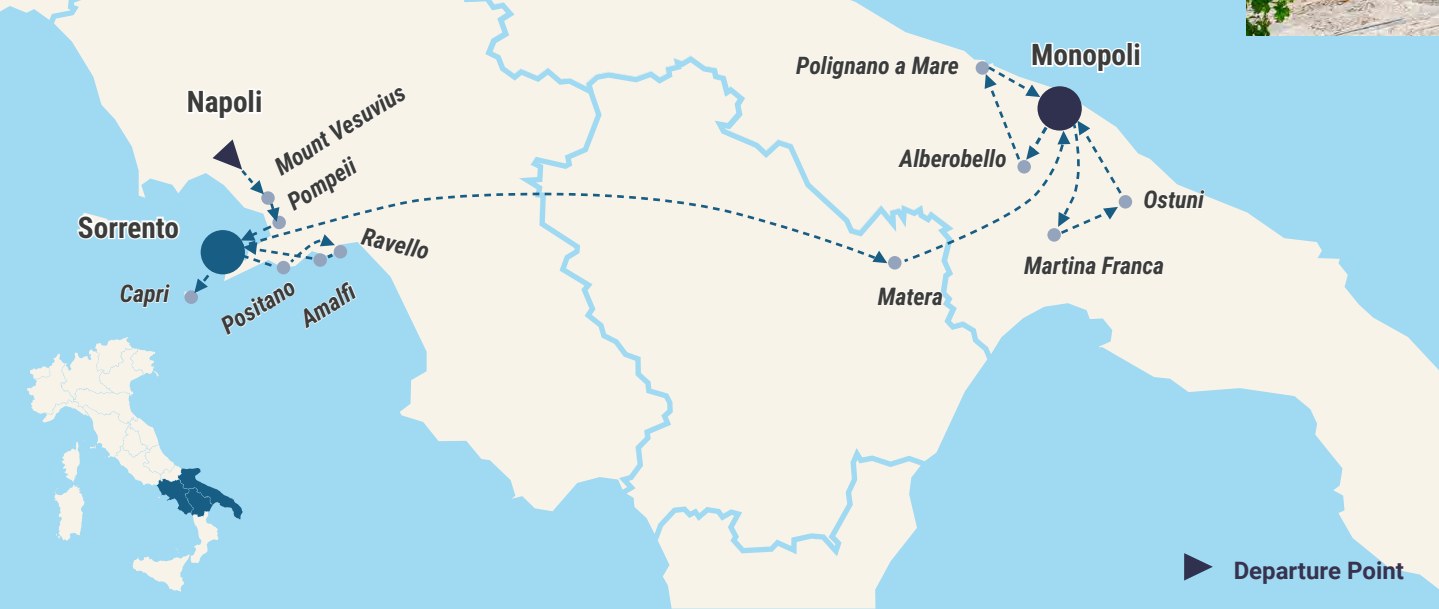 Monopoli
Polignano a Mare
Napoli
Mount Vesuvius
Pompeii
Alberobello
Ostuni
Sorrento
Ravello
Martina Franca
Capri
Positano
Amalfi
Matera
Departure Point